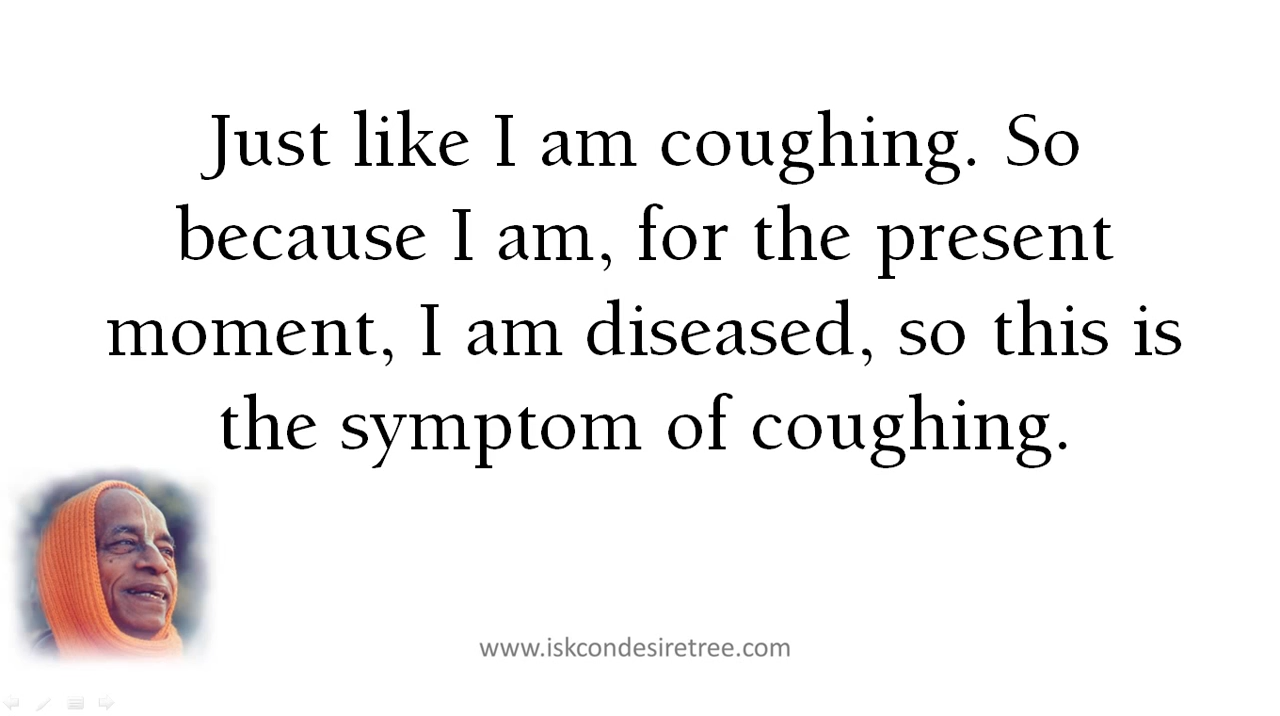 Just like I am coughing. So
because I am, for the present
moment, I am diseased, so this is
the symptom of coughing.
www.iskcondesiretree.com